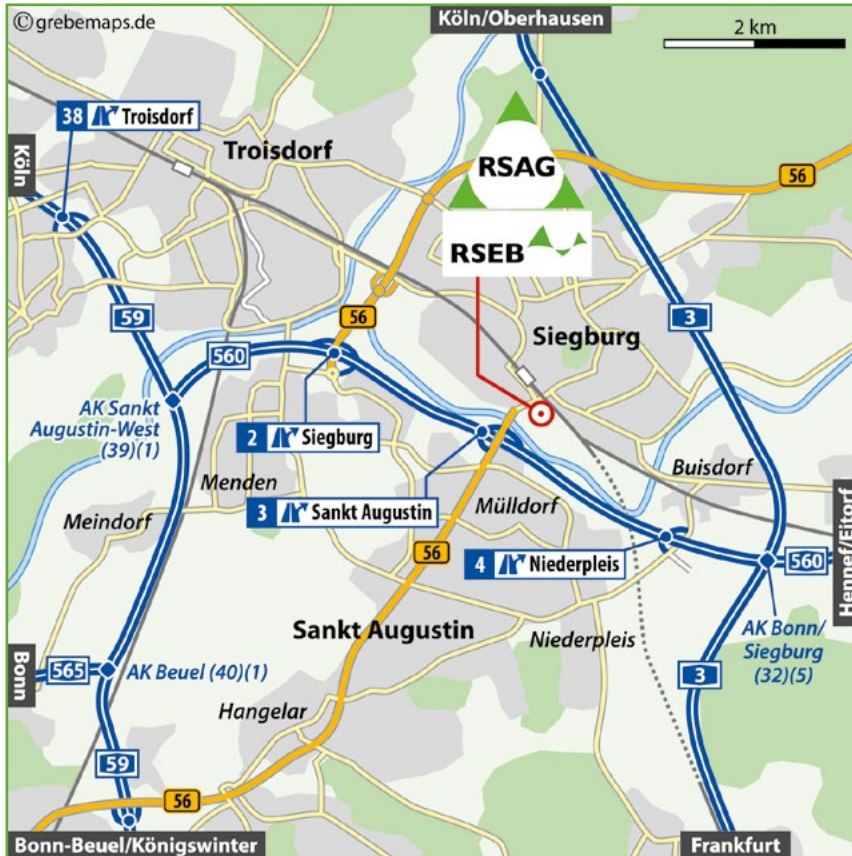 ©grebemaps.de
Köln/Oberhausen
2 km
38 Troisdorf
Troisdorf
RSAG
56
Köln
RSEB
59
56
3
560
Siegburg
AK Sankt
Augustin-West
(39)(1)
2 Siegburg
Buisdorf
Menden
3 Sankt Augustin
Mülldorf
Meindorf
56
4 Niederpleis
560
Hennef/Eitorf
Sankt Augustin
Niederpleis
AK Bonn/
Siegburg
(32)(5)
Bonn
565
AK Beuel (40)(1)
3
Hangelar
59
56
Bonn-Beuel/Königswinter
Frankfurt